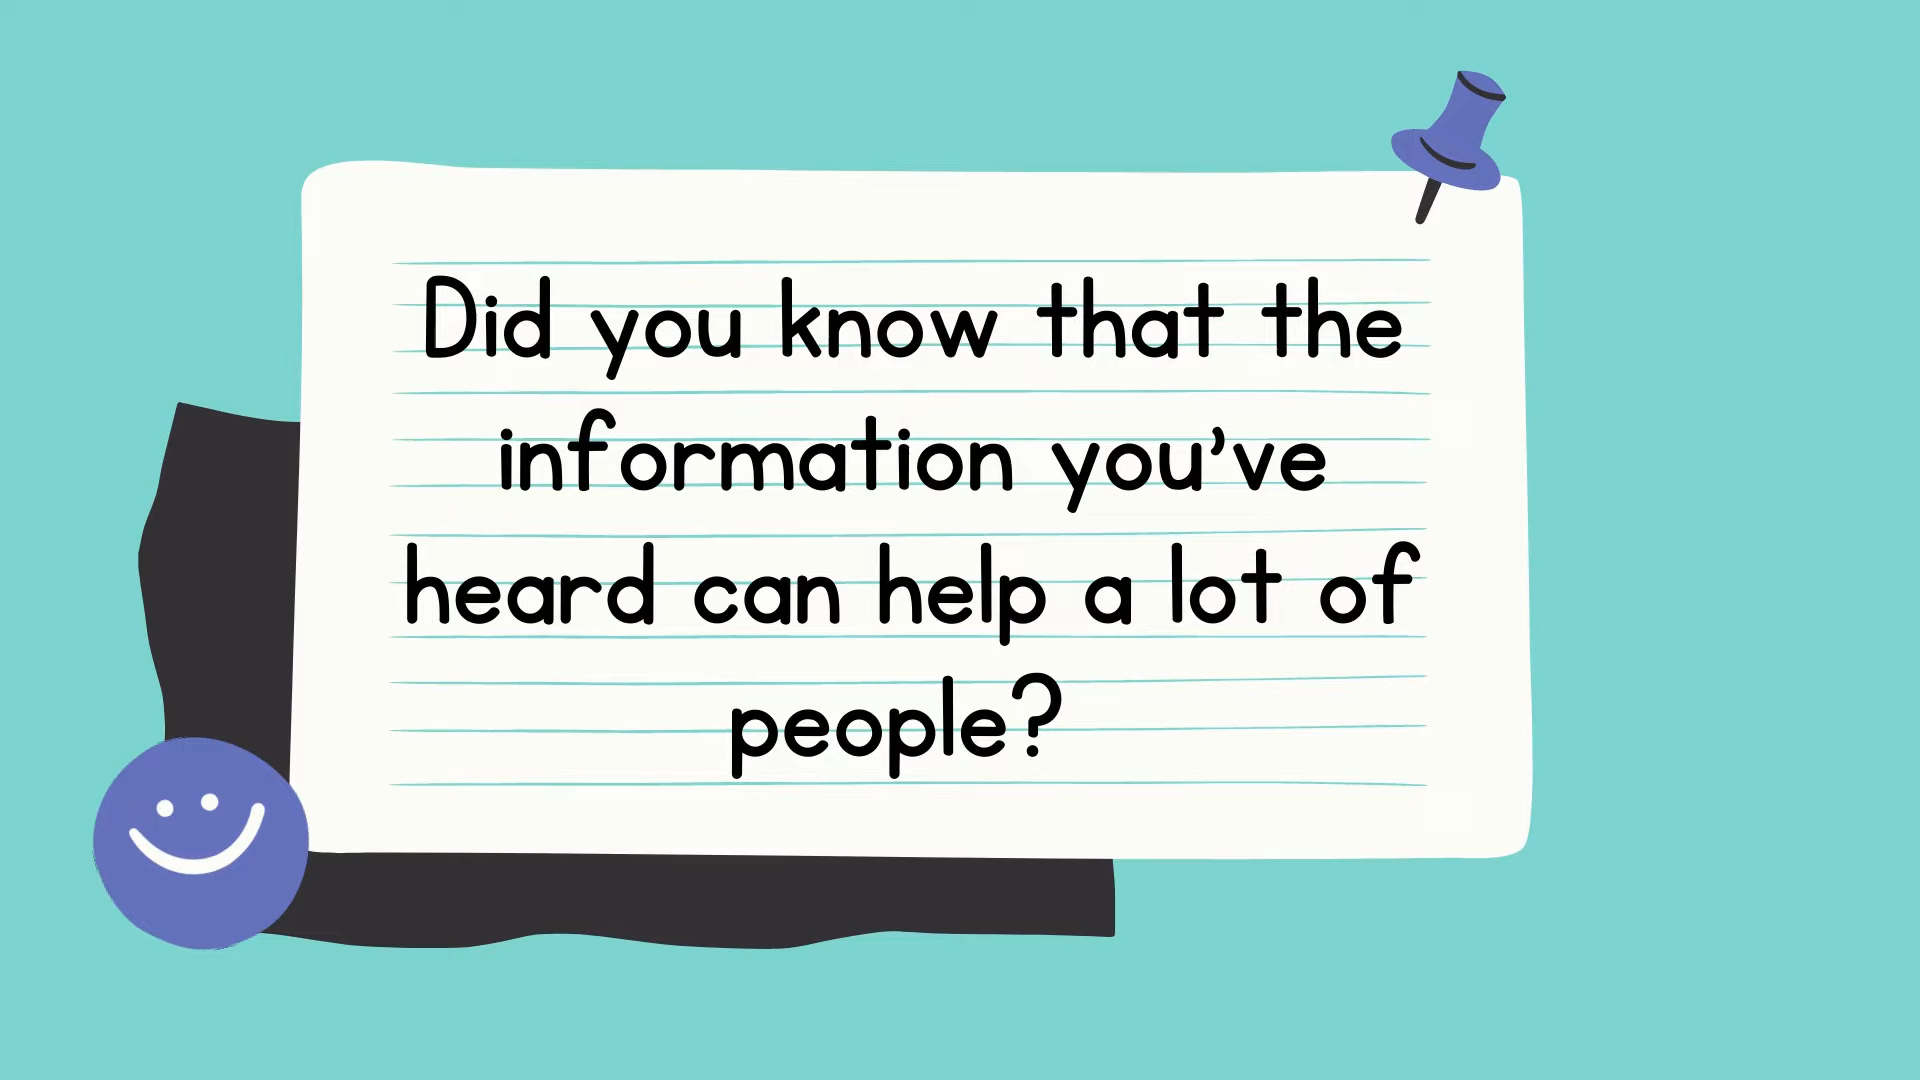 Did you know that the
information you’ve
heard can help a lot of
people?